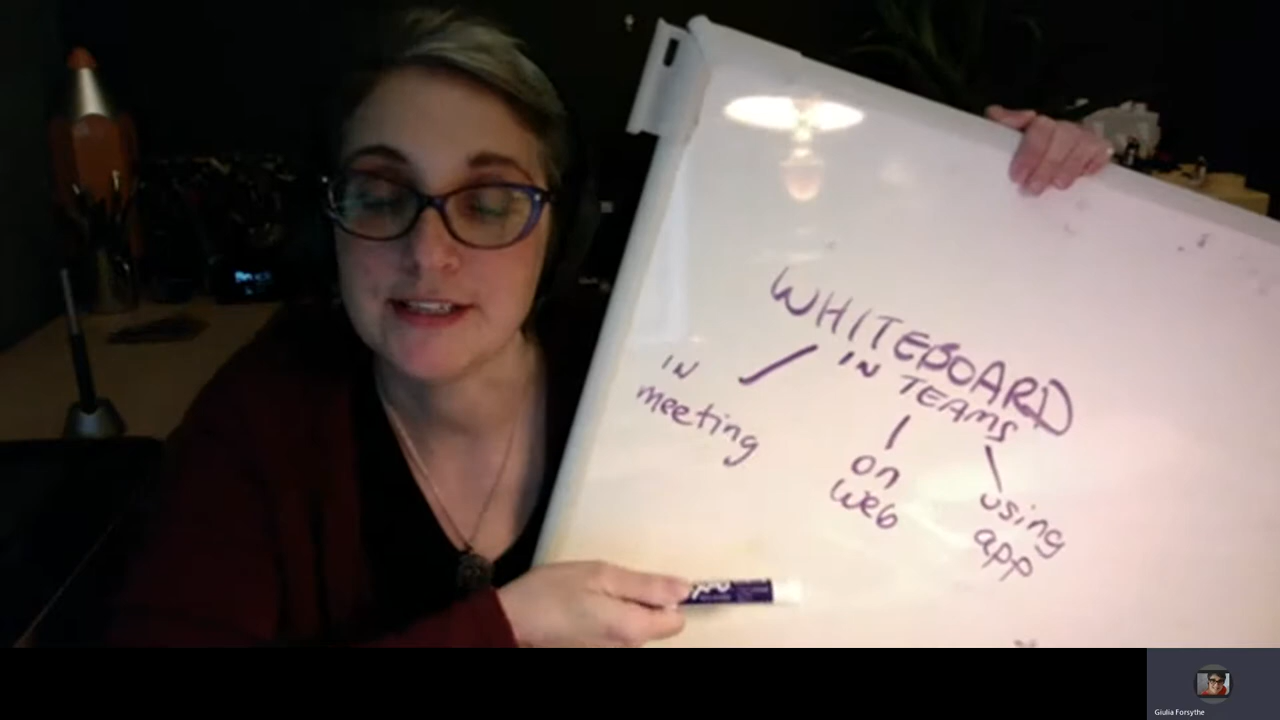 WHITEBOARD
IN TEAMS
IN
meeting
on
web
using
app
Giulia Forsythe